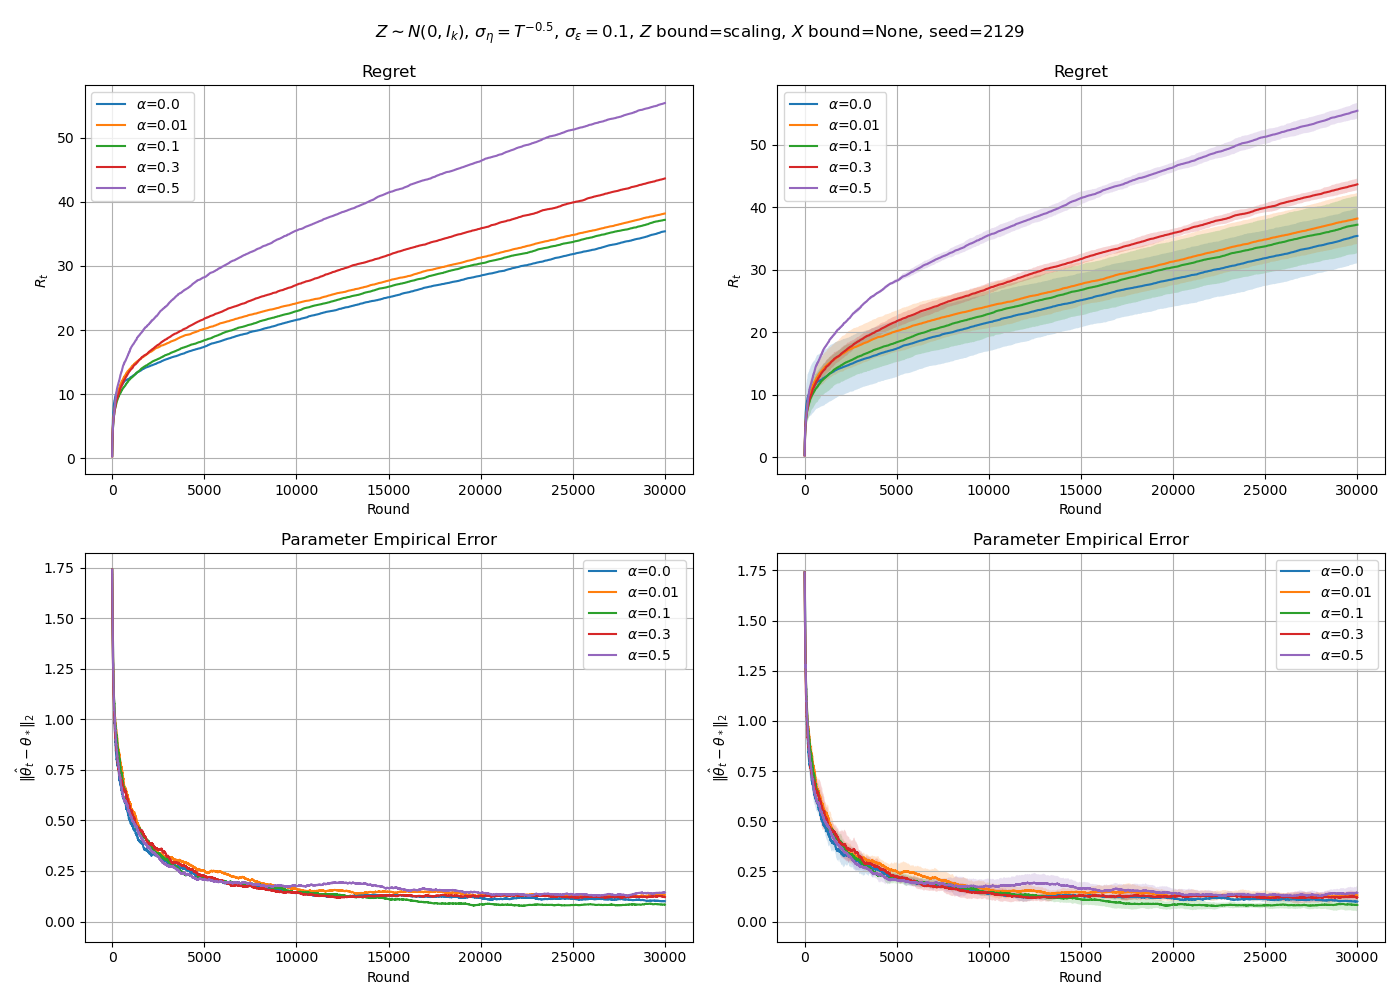 Z ∼ N(0, I_k), σ_η = T^{−0.5}, σ_ε = 0.1, Z bound=scaling, X bound=None, seed=2129
Regret
R_t
50
40
30
20
10
0
α=0.0
α=0.01
α=0.1
α=0.3
α=0.5
0 5000 10000 15000 20000 25000 30000
Round
Regret
R_t
50
40
30
20
10
0
α=0.0
α=0.01
α=0.1
α=0.3
α=0.5
0 5000 10000 15000 20000 25000 30000
Round
Parameter Empirical Error
‖θ̂_t − θ_*‖_2
1.75
1.50
1.25
1.00
0.75
0.50
0.25
0.00
α=0.0
α=0.01
α=0.1
α=0.3
α=0.5
0 5000 10000 15000 20000 25000 30000
Round
Parameter Empirical Error
‖θ̂_t − θ_*‖_2
1.75
1.50
1.25
1.00
0.75
0.50
0.25
0.00
α=0.0
α=0.01
α=0.1
α=0.3
α=0.5
0 5000 10000 15000 20000 25000 30000
Round